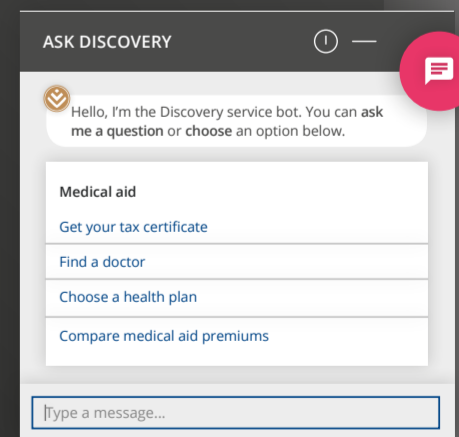 ASK DISCOVERY
Hello, I'm the Discovery service bot. You can ask
me a question or choose an option below.
Medical aid
Get your tax certificate
Find a doctor
Choose a health plan
Compare medical aid premiums
Type a message...